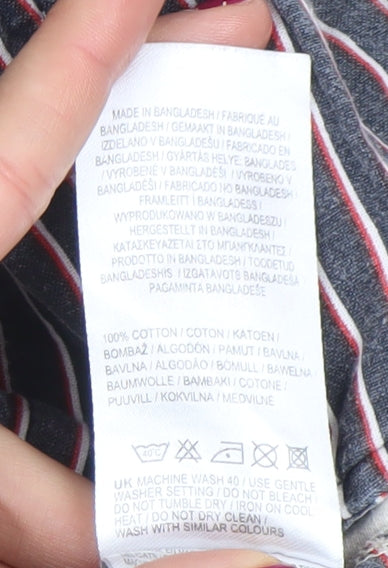 MADE IN BANGLADESH / FABRIQUÉ AU
BANGLADESH / GEMAAKT IN BANGLADESH
IZDELANO V BANGLADEŠU / FABRICADO EN
BANGLADESH / GYÁRTÁS HELYE: BANGLADES
/ VYROBENÉ V BANGLADÉŠI / VYROBENO V
BANGLADÉŠI / FABRICADO NO BANGLADESH /
FRAMLEITT Í BANGLADESS /
WYPRODUKOWANO W BANGLADESZU /
HERGESTELLT IN BANGLADESH /
ΚΑΤΑΣΚΕΥΑΖΕΤΑΙ ΣΤΟ ΜΠΑΝΓΚΛΑΝΤΕΣ /
PRODOTTO IN BANGLADESH / TOODETUD
BANGLADESHIS / IZGATAVOTS BANGLADEŠĀ
PAGAMINTA BANGLADEŠE
100% COTTON / COTON / KATOEN /
BOMBAŽ / ALGODÓN / PAMUT / BAVLNA /
BAVLNA / ALGODÃO / BÓMULL / BAWEŁNA
BAUMWOLLE / ΒΑΜΒΑΚΙ / COTONE /
PUUVILL / KOKVILNA / MEDVILNĖ
40°C
UK MACHINE WASH 40 / USE GENTLE
WASHER SETTING / DO NOT BLEACH /
DO NOT TUMBLE DRY / IRON ON COOL
HEAT / DO NOT DRY CLEAN /
WASH WITH SIMILAR COLOURS